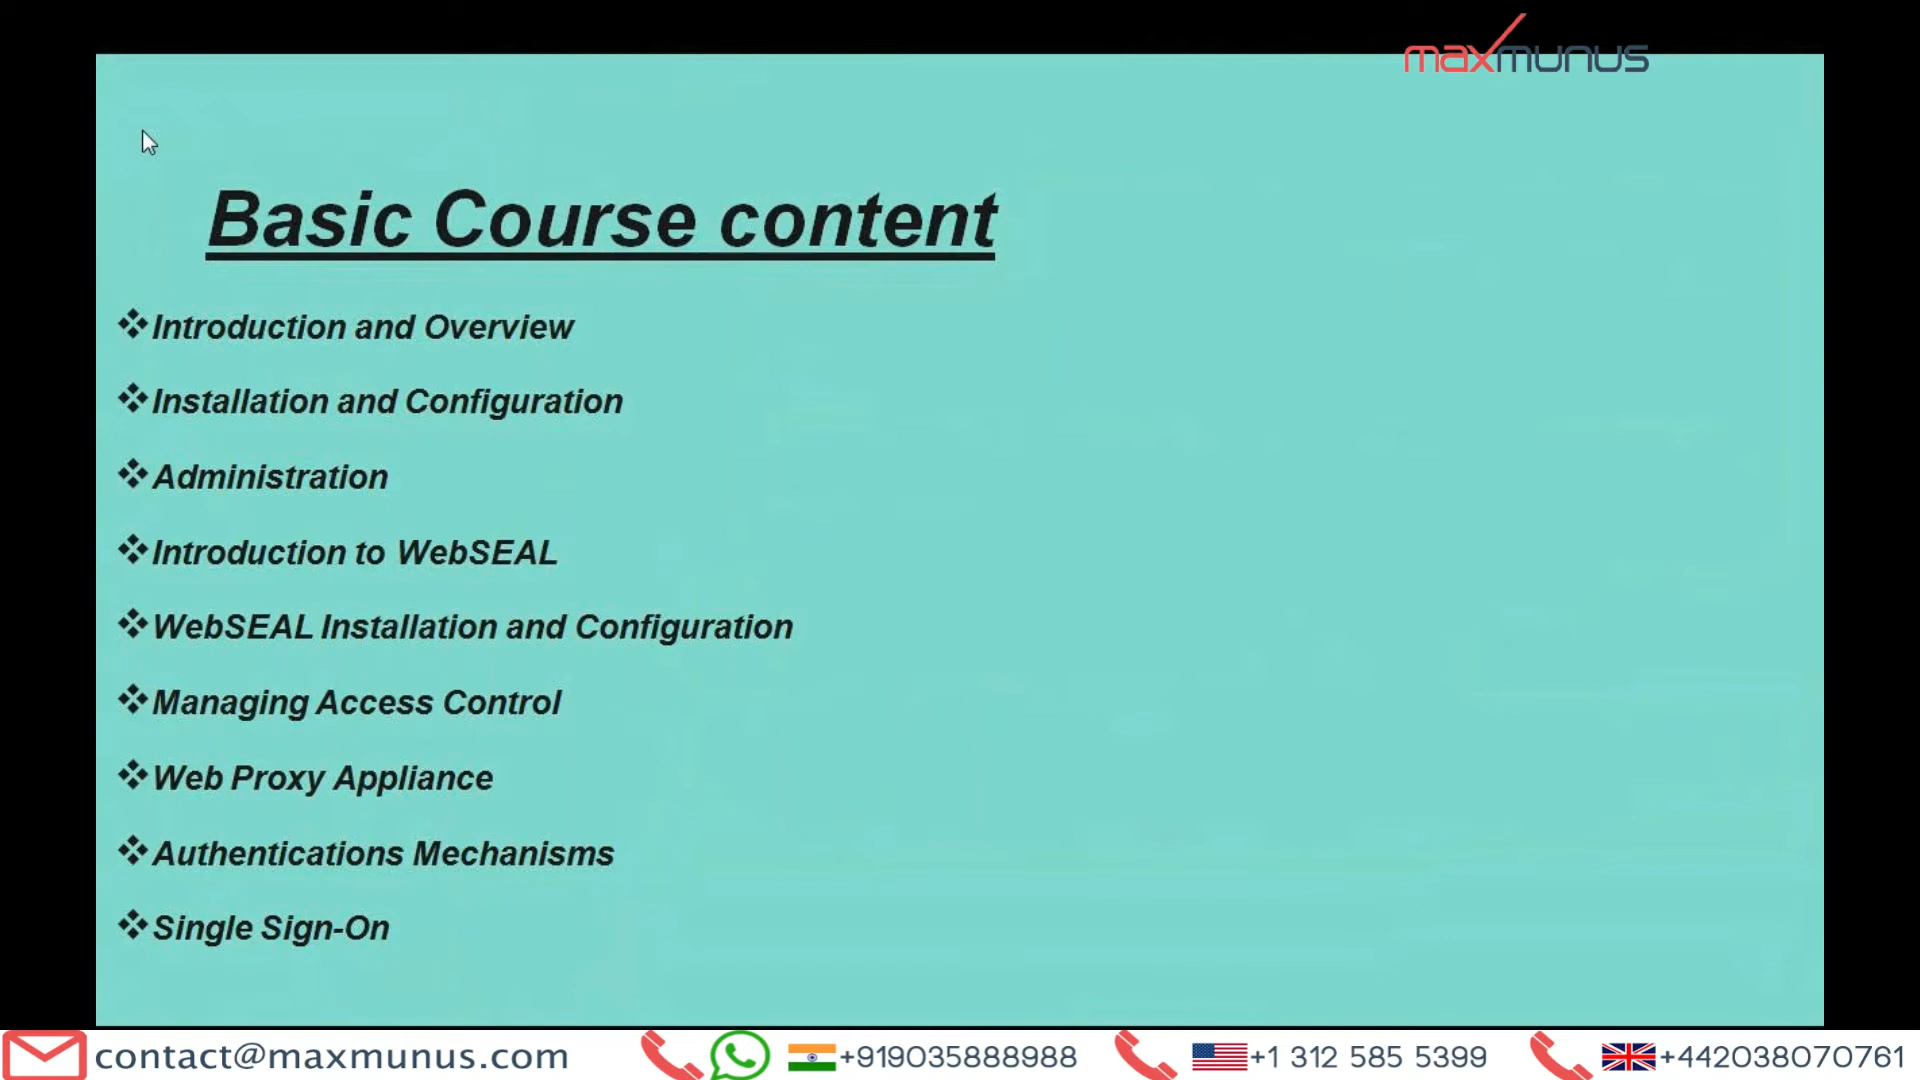 maxmunus
Basic Course content
Introduction and Overview
Installation and Configuration
Administration
Introduction to WebSEAL
WebSEAL Installation and Configuration
Managing Access Control
Web Proxy Appliance
Authentications Mechanisms
Single Sign-On
contact@maxmunus.com +919035888988 +1 312 585 5399 +442038070761